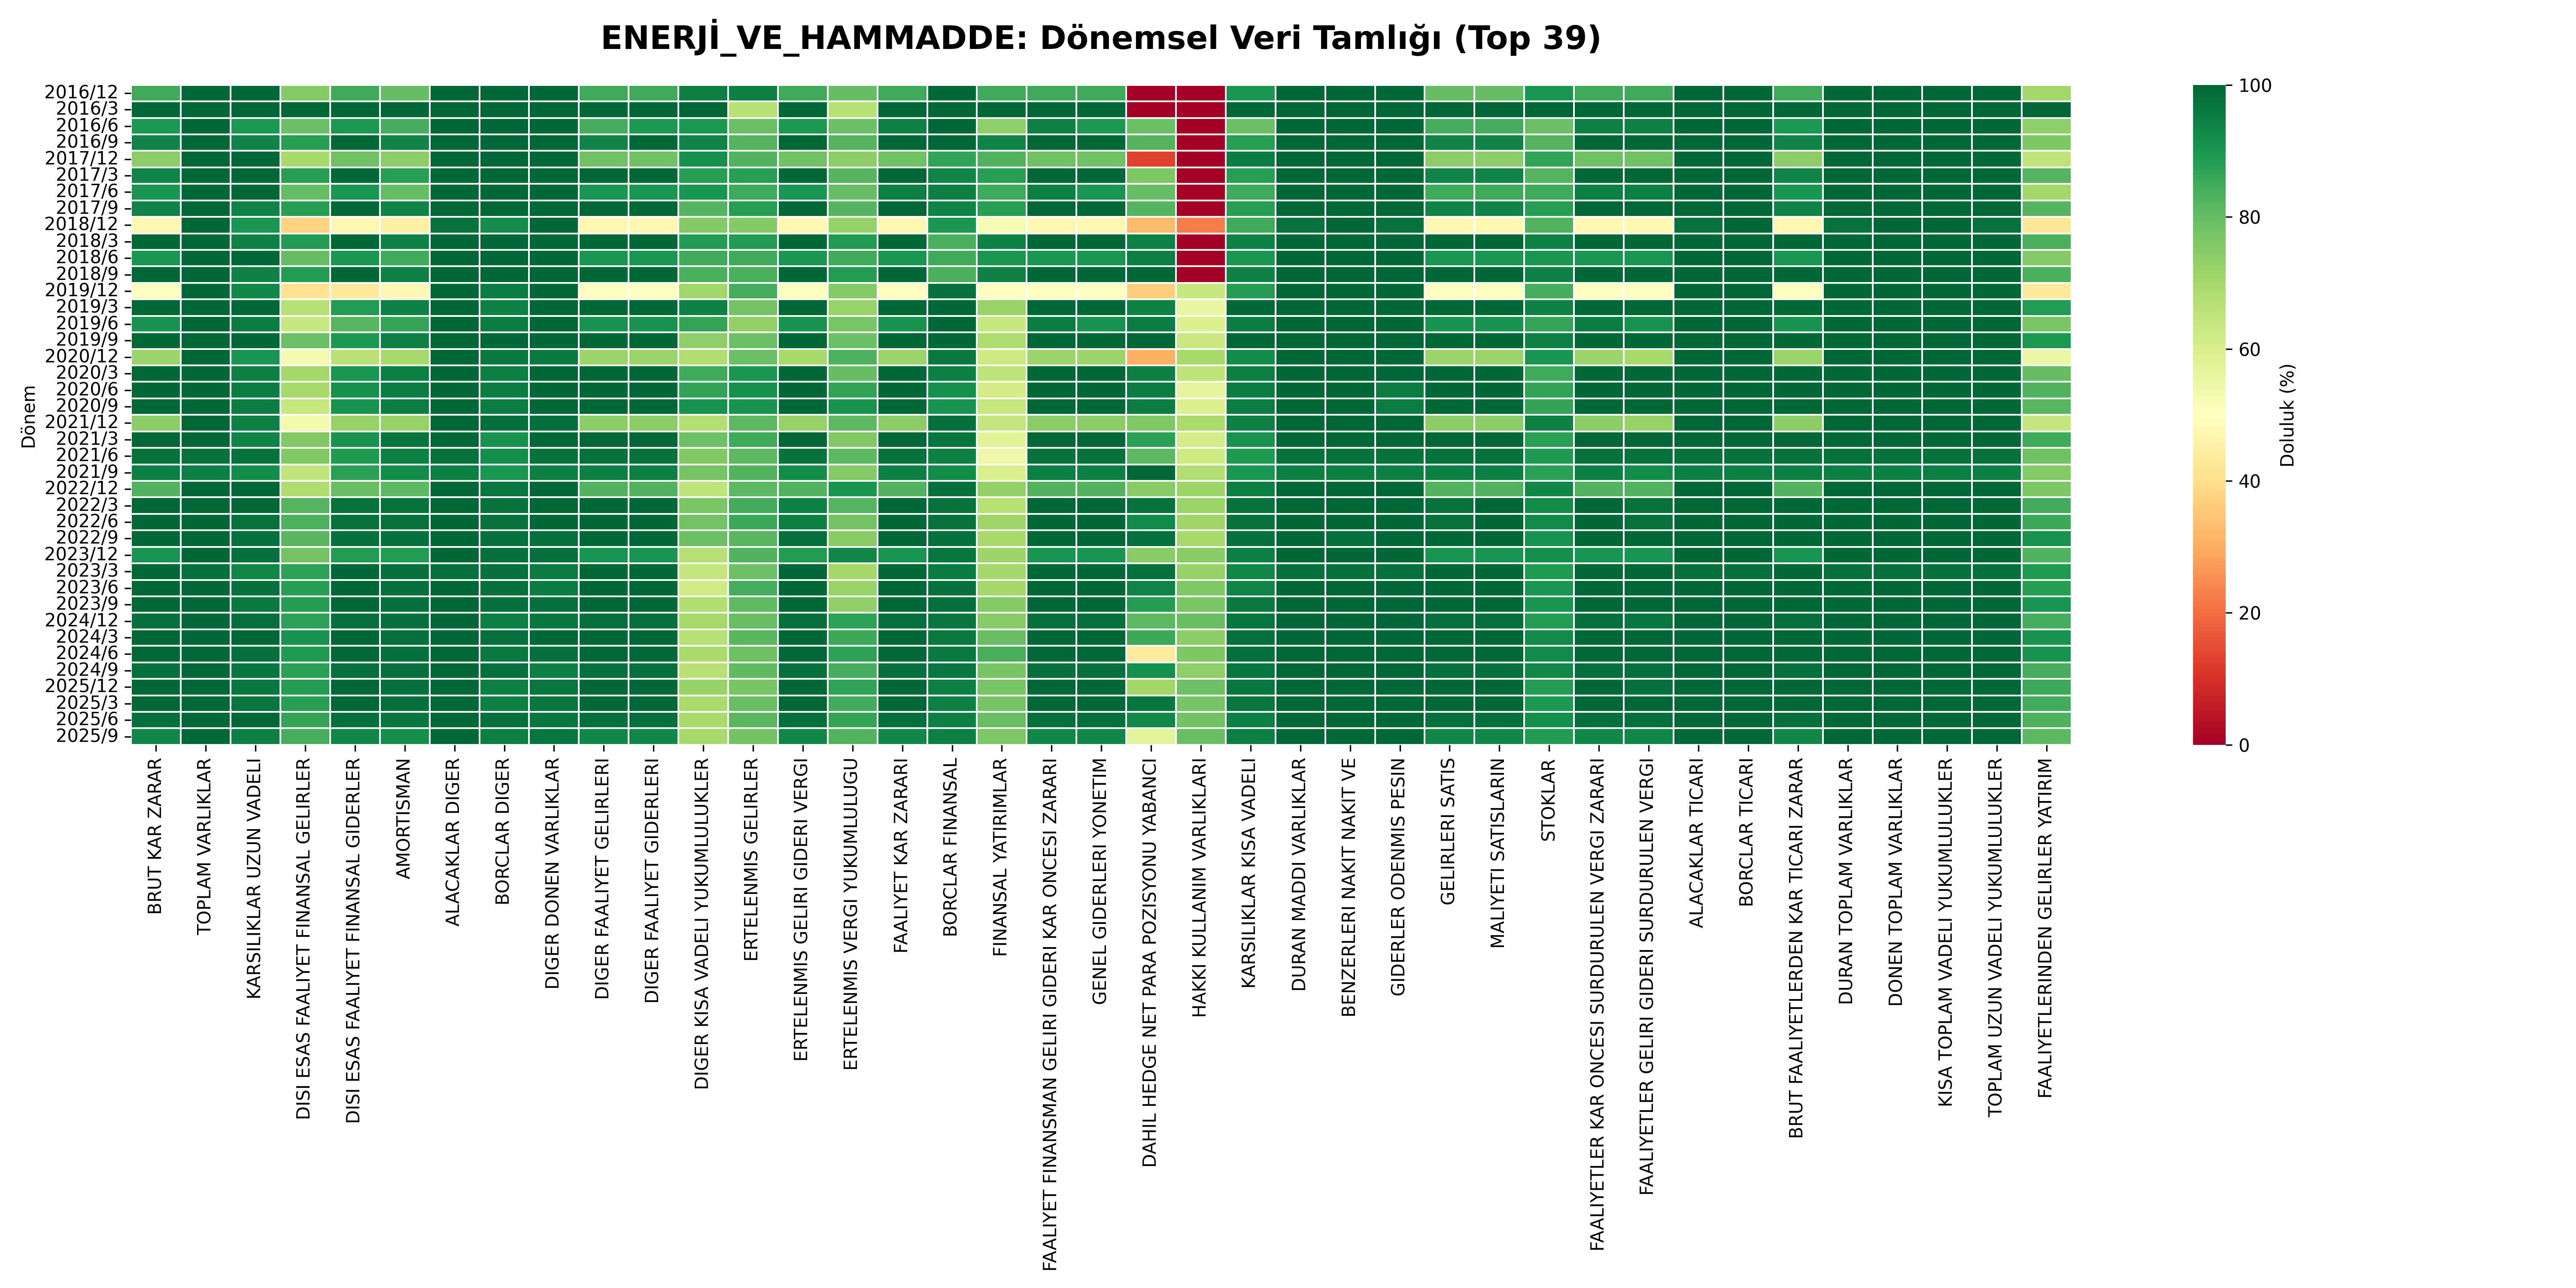 ENERJİ_VE_HAMMADDE: Dönemsel Veri Tamlığı (Top 39)
Dönem
2016/12
2016/3
2016/6
2016/9
2017/12
2017/3
2017/6
2017/9
2018/12
2018/3
2018/6
2018/9
2019/12
2019/3
2019/6
2019/9
2020/12
2020/3
2020/6
2020/9
2021/12
2021/3
2021/6
2021/9
2022/12
2022/3
2022/6
2022/9
2023/12
2023/3
2023/6
2023/9
2024/12
2024/3
2024/6
2024/9
2025/12
2025/3
2025/6
2025/9
BRUT KAR ZARAR
TOPLAM VARLIKLAR
KARSILIKLAR UZUN VADELI
DISI ESAS FAALIYET FINANSAL GELIRLER
DISI ESAS FAALIYET FINANSAL GIDERLER
AMORTISMAN
ALACAKLAR DIGER
BORCLAR DIGER
DIGER DONEN VARLIKLAR
DIGER FAALIYET GELIRLERI
DIGER FAALIYET GIDERLERI
DIGER KISA VADELI YUKUMLULUKLER
ERTELENMIS GELIRLER
ERTELENMIS GELIRI GIDERI VERGI
ERTELENMIS VERGI YUKUMLULUGU
FAALIYET KAR ZARARI
BORCLAR FINANSAL
FINANSAL YATIRIMLAR
FAALIYET FINANSMAN GELIRI GIDERI KAR ONCESI ZARARI
GENEL GIDERLERI YONETIM
DAHIL HEDGE NET PARA POZISYONU YABANCI
HAKKI KULLANIM VARLIKLARI
KARSILIKLAR KISA VADELI
DURAN MADDI VARLIKLAR
BENZERLERI NAKIT NAKIT VE
GIDERLER ODENMIS PESIN
GELIRLERI SATIS
MALIYETI SATISLARIN
STOKLAR
FAALIYETLER KAR ONCESI SURDURULEN VERGI ZARARI
FAALIYETLER GELIRI GIDERI SURDURULEN VERGI
ALACAKLAR TICARI
BORCLAR TICARI
BRUT FAALIYETLERDEN KAR TICARI ZARAR
DURAN TOPLAM VARLIKLAR
DONEN TOPLAM VARLIKLAR
KISA TOPLAM VADELI YUKUMLULUKLER
TOPLAM UZUN VADELI YUKUMLULUKLER
FAALIYETLERINDEN GELIRLER YATIRIM
100
80
60
40
20
0
Doluluk (%)